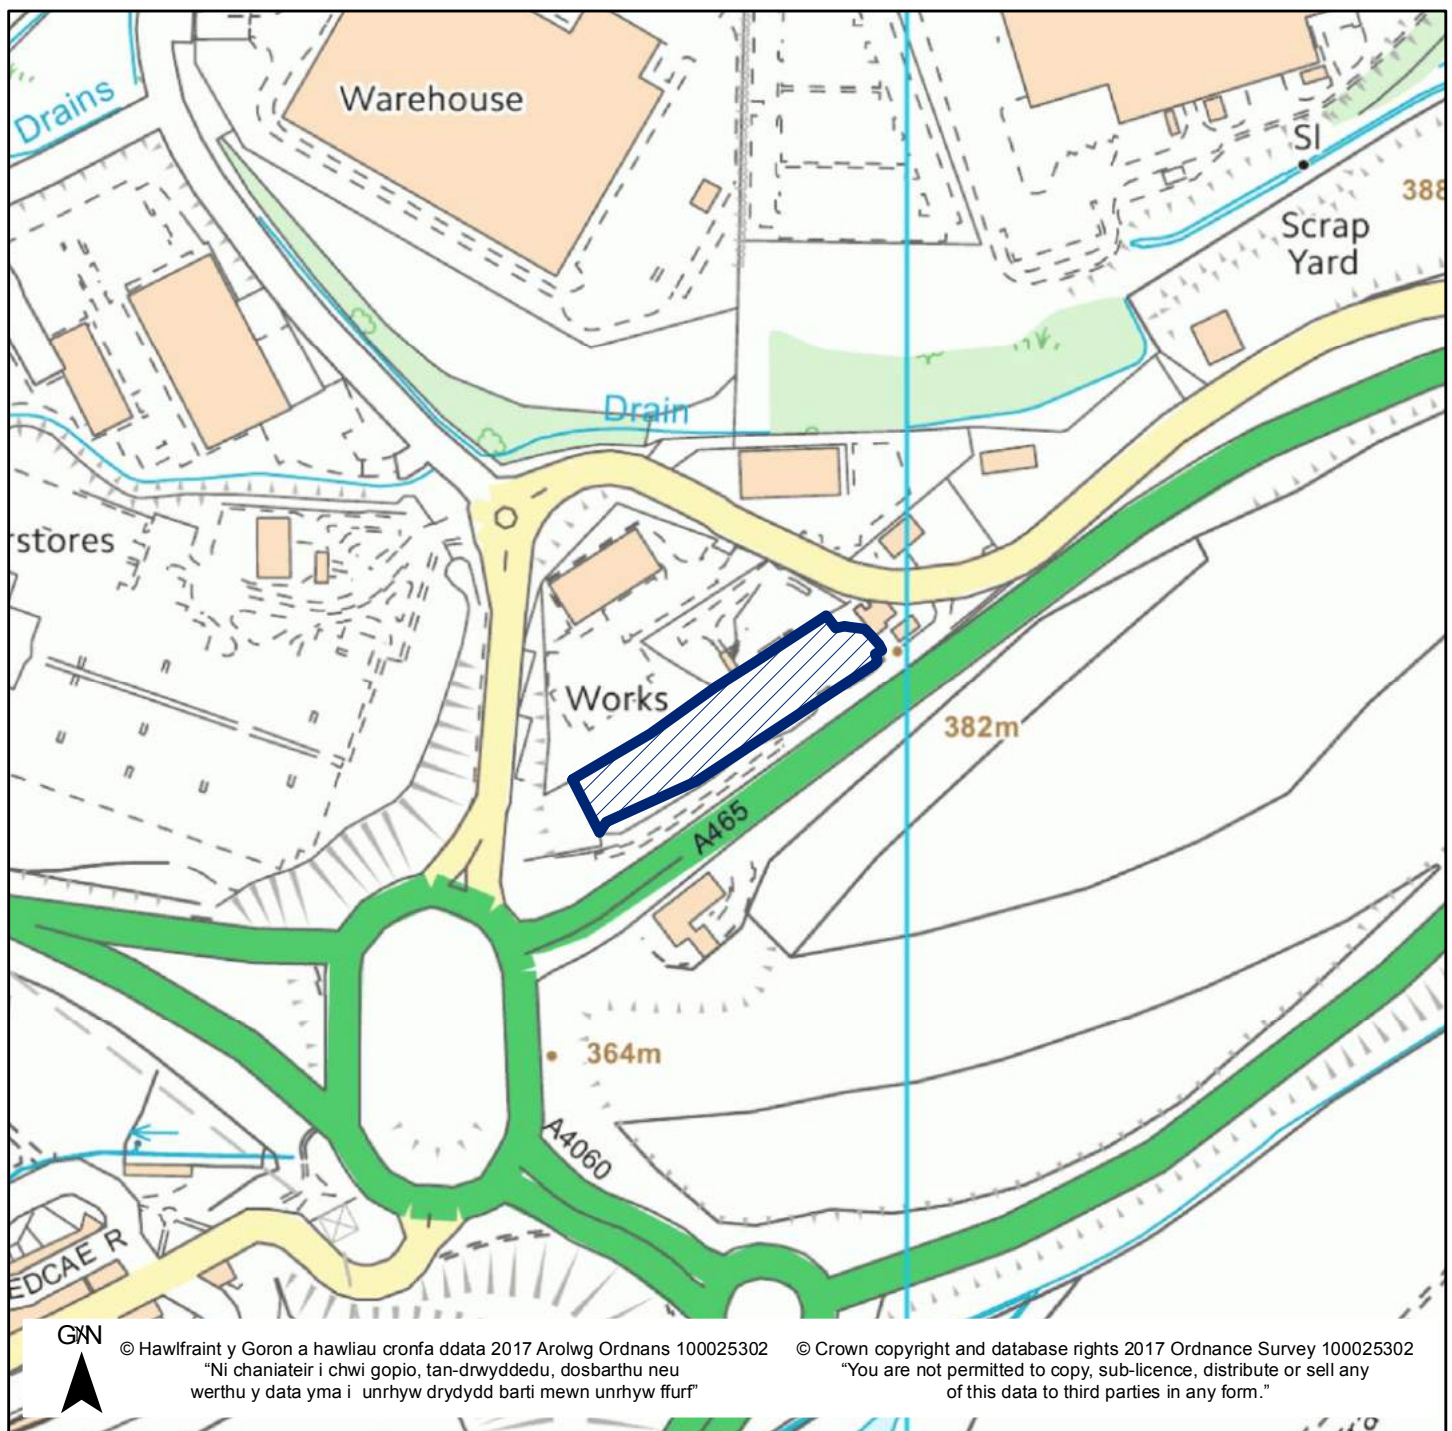 Drains
Warehouse
SI
388
Scrap
Yard
Drain
rstores
Works
382m
A465
364m
A4060
EDCAE R
© Hawlfraint y Goron a hawliau cronfa ddata 2017 Arolwg Ordnans 100025302
“Ni chaniateir i chwi gopio, tan-drwyddedu, dosbarthu neu
werthu y data yma i unrhyw drydydd barti mewn unrhyw ffurf”
© Crown copyright and database rights 2017 Ordnance Survey 100025302
“You are not permitted to copy, sub-licence, distribute or sell any
of this data to third parties in any form.”